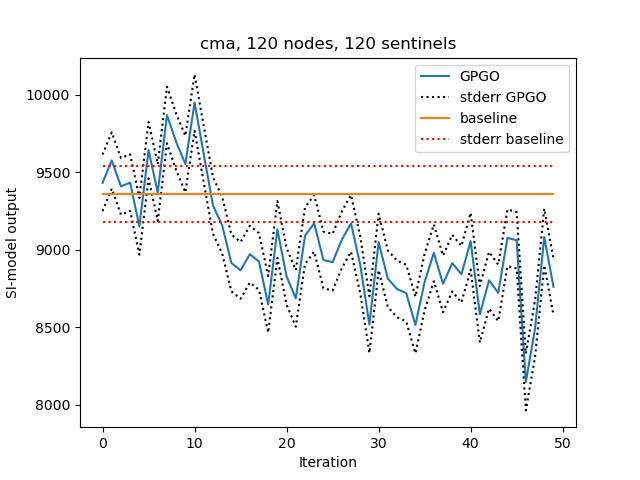 cma, 120 nodes, 120 sentinels
GPGO
stderr GPGO
baseline
stderr baseline
SI-model output
10000
9500
9000
8500
8000
0 10 20 30 40 50
Iteration